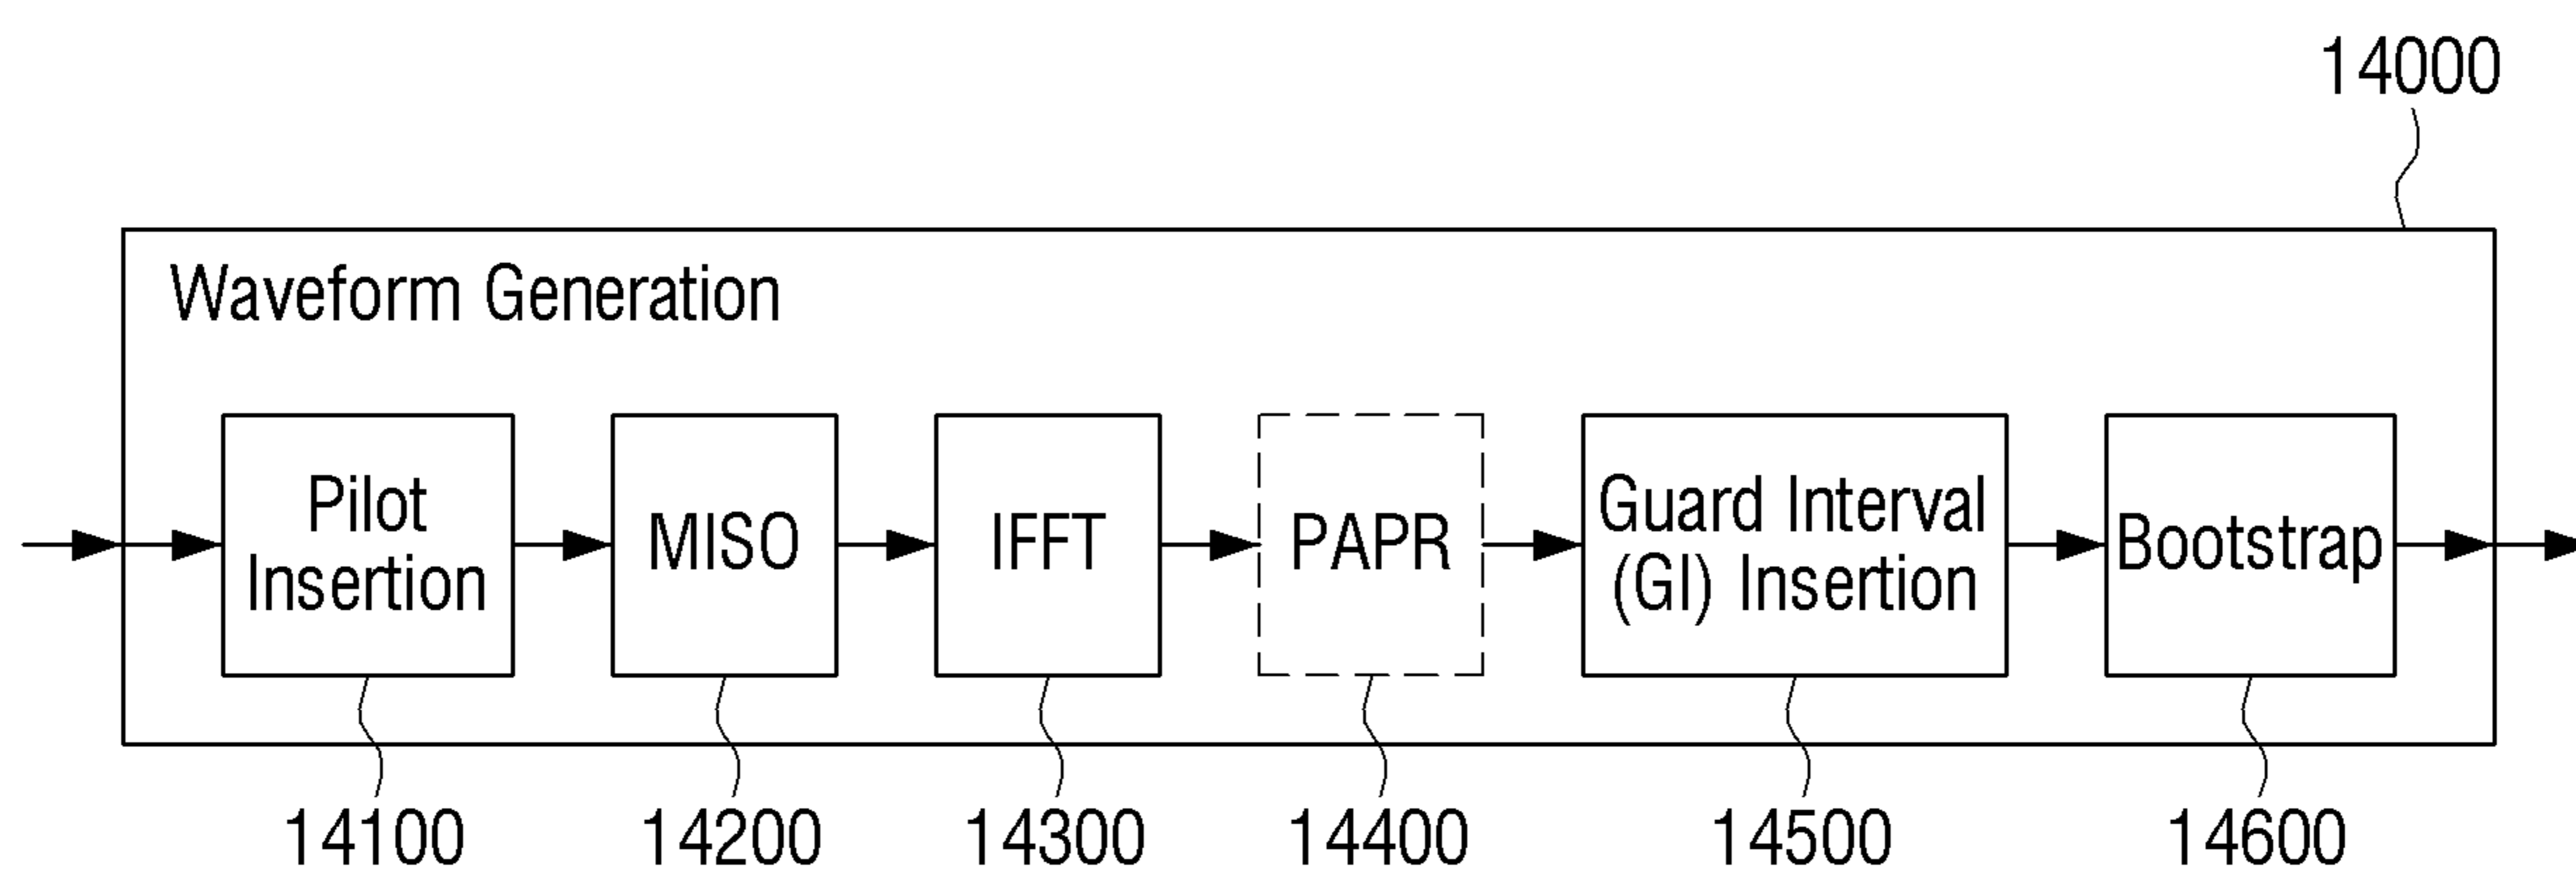 14000
Waveform Generation
Pilot
Insertion
MISO
IFFT
PAPR
Guard Interval
(GI) Insertion
Bootstrap
14100
14200
14300
14400
14500
14600